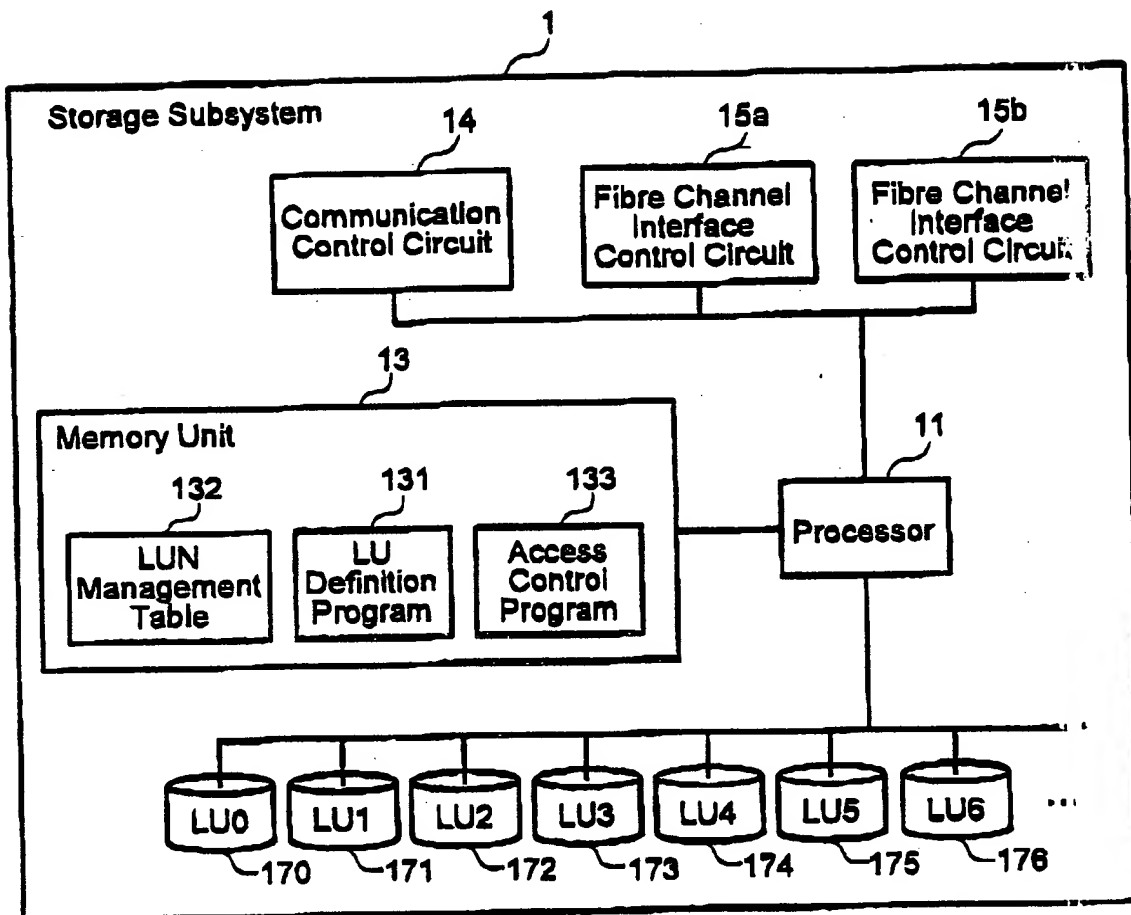 1
Storage Subsystem
14
15a
15b
Communication
Control Circuit
Fibre Channel
Interface
Control Circuit
Fibre Channel
Interface
Control Circuit
13
Memory Unit
11
Processor
132
131
133
LUN
Management
Table
LU
Definition
Program
Access
Control
Program
LU0
LU1
LU2
LU3
LU4
LU5
LU6
...
170
171
172
173
174
175
176